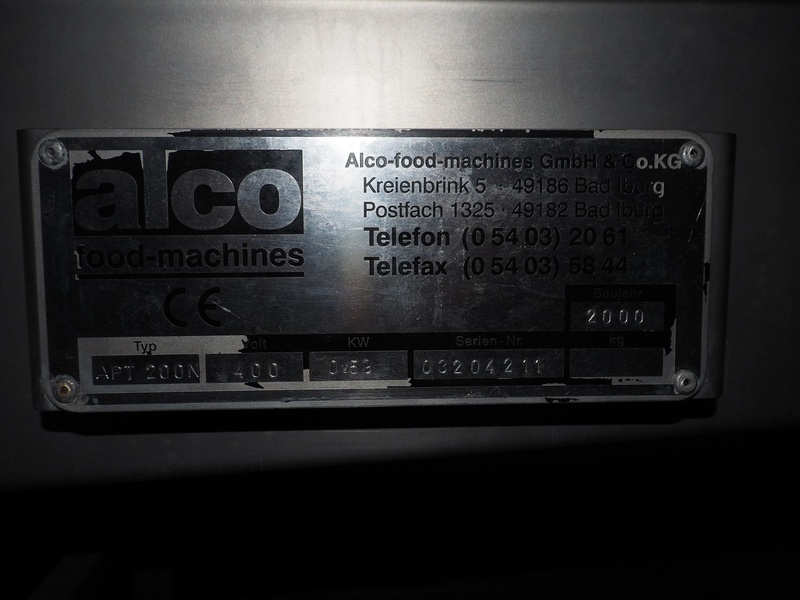 alco
food-machines
CE
Alco-food-machines GmbH & Co.KG
Kreienbrink 5 · 49186 Bad Iburg
Postfach 1325 · 49182 Bad Iburg
Telefon (0 54 03) 20 61
Telefax (0 54 03) 58 44
Baujahr
2000
Typ Volt KW Serien-Nr. kg
APT 200N 400 03204211